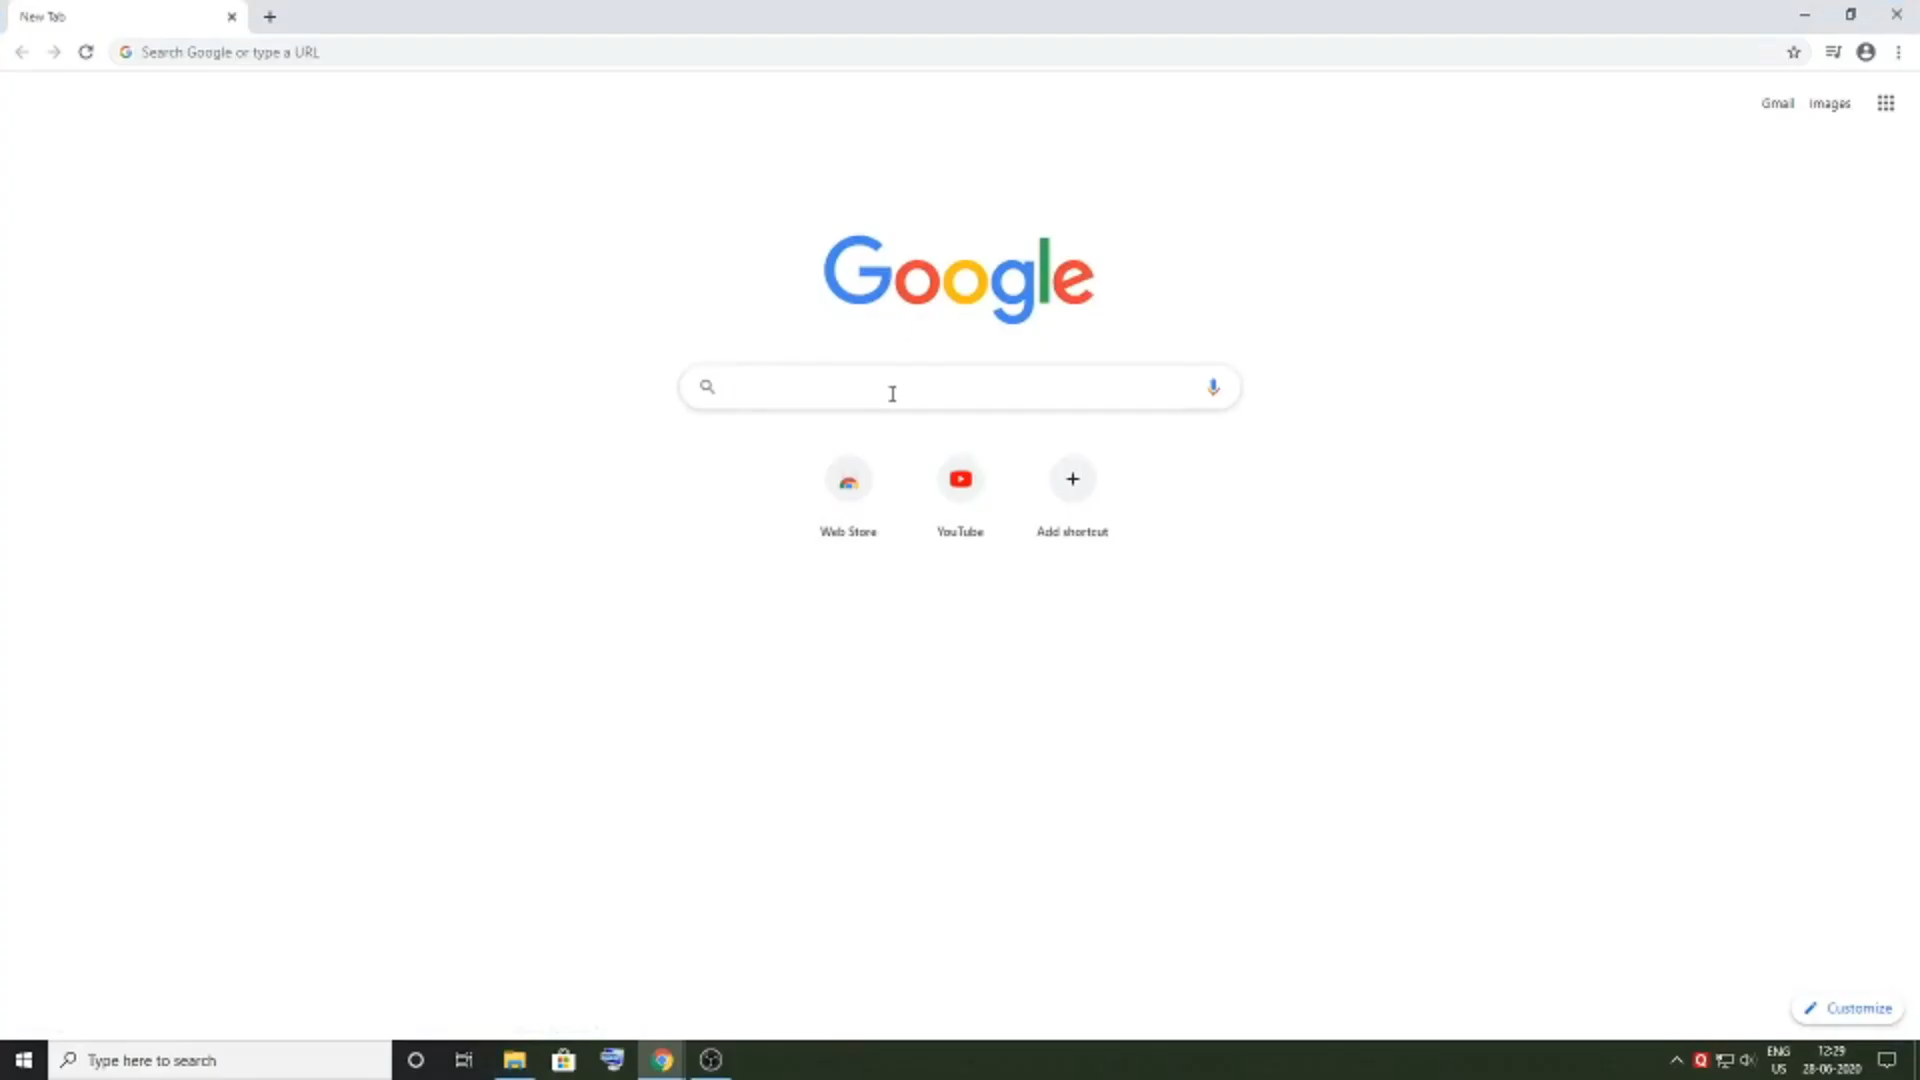 New Tab
Search Google or type a URL
Gmail Images
Google
Web Store YouTube Add shortcut
Customize
Type here to search
ENG 12:29
US 28-06-2020